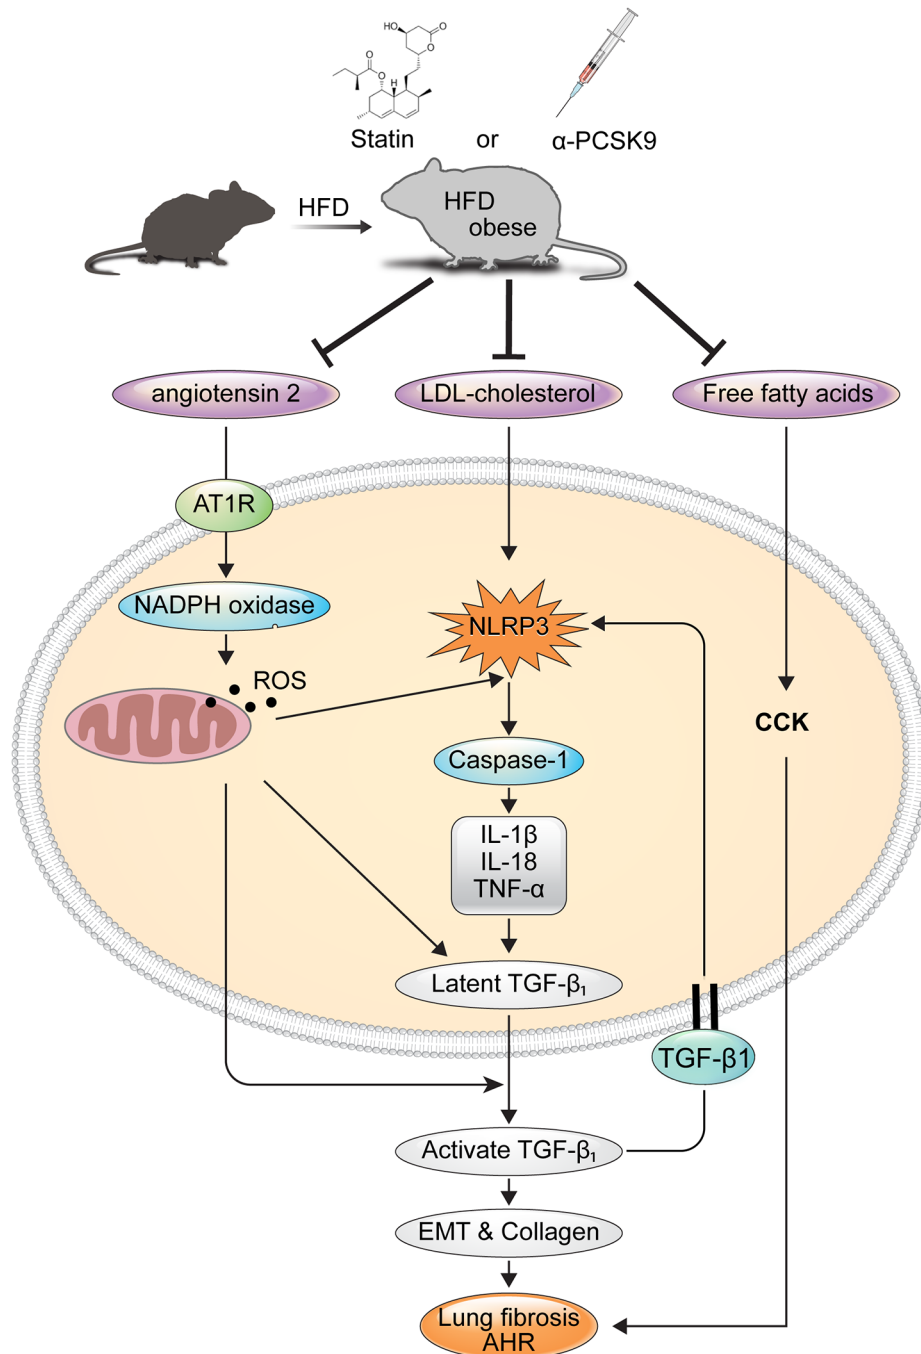 HO
O
O
O
O
H
Statin
or
α-PCSK9
HFD
HFD
obese
angiotensin 2
LDL-cholesterol
Free fatty acids
AT1R
NADPH oxidase
NLRP3
ROS
CCK
Caspase-1
IL-1β
IL-18
TNF-α
Latent TGF-β₁
TGF-β1
Activate TGF-β₁
EMT & Collagen
Lung fibrosis
AHR